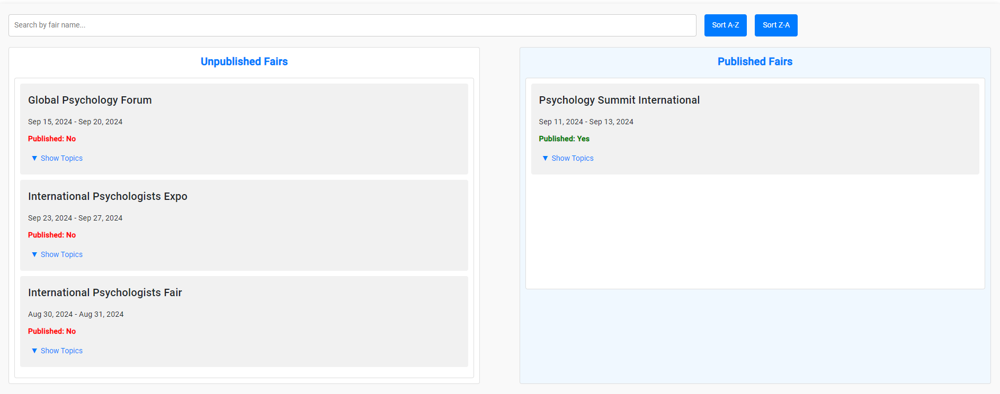 Search by fair name...
Sort A-Z
Sort Z-A
Unpublished Fairs
Global Psychology Forum
Sep 15, 2024 - Sep 20, 2024
Published: No
▼ Show Topics
International Psychologists Expo
Sep 23, 2024 - Sep 27, 2024
Published: No
▼ Show Topics
International Psychologists Fair
Aug 30, 2024 - Aug 31, 2024
Published: No
▼ Show Topics
Published Fairs
Psychology Summit International
Sep 11, 2024 - Sep 13, 2024
Published: Yes
▼ Show Topics